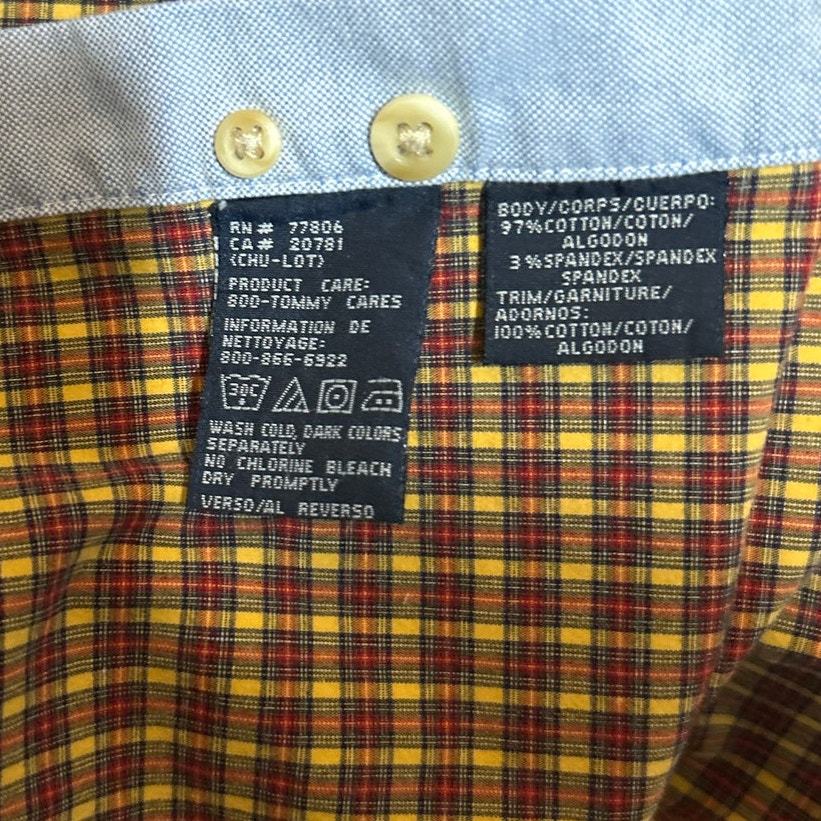 RN# 77806
CA# 20781
(CHU-LOT)
PRODUCT CARE:
800-TOMMY CARES
INFORMATION DE
NETTOYAGE:
800-866-6922
30C
WASH COLD, DARK COLORS
SEPARATELY
NO CHLORINE BLEACH
DRY PROMPTLY
VERSO/AL REVERSO
BODY/CORPS/CUERPO:
97%COTTON/COTON/
ALGODON
3%SPANDEX/SPANDEX
SPANDEX
TRIM/GARNITURE/
ADORNOS:
100%COTTON/COTON/
ALGODON